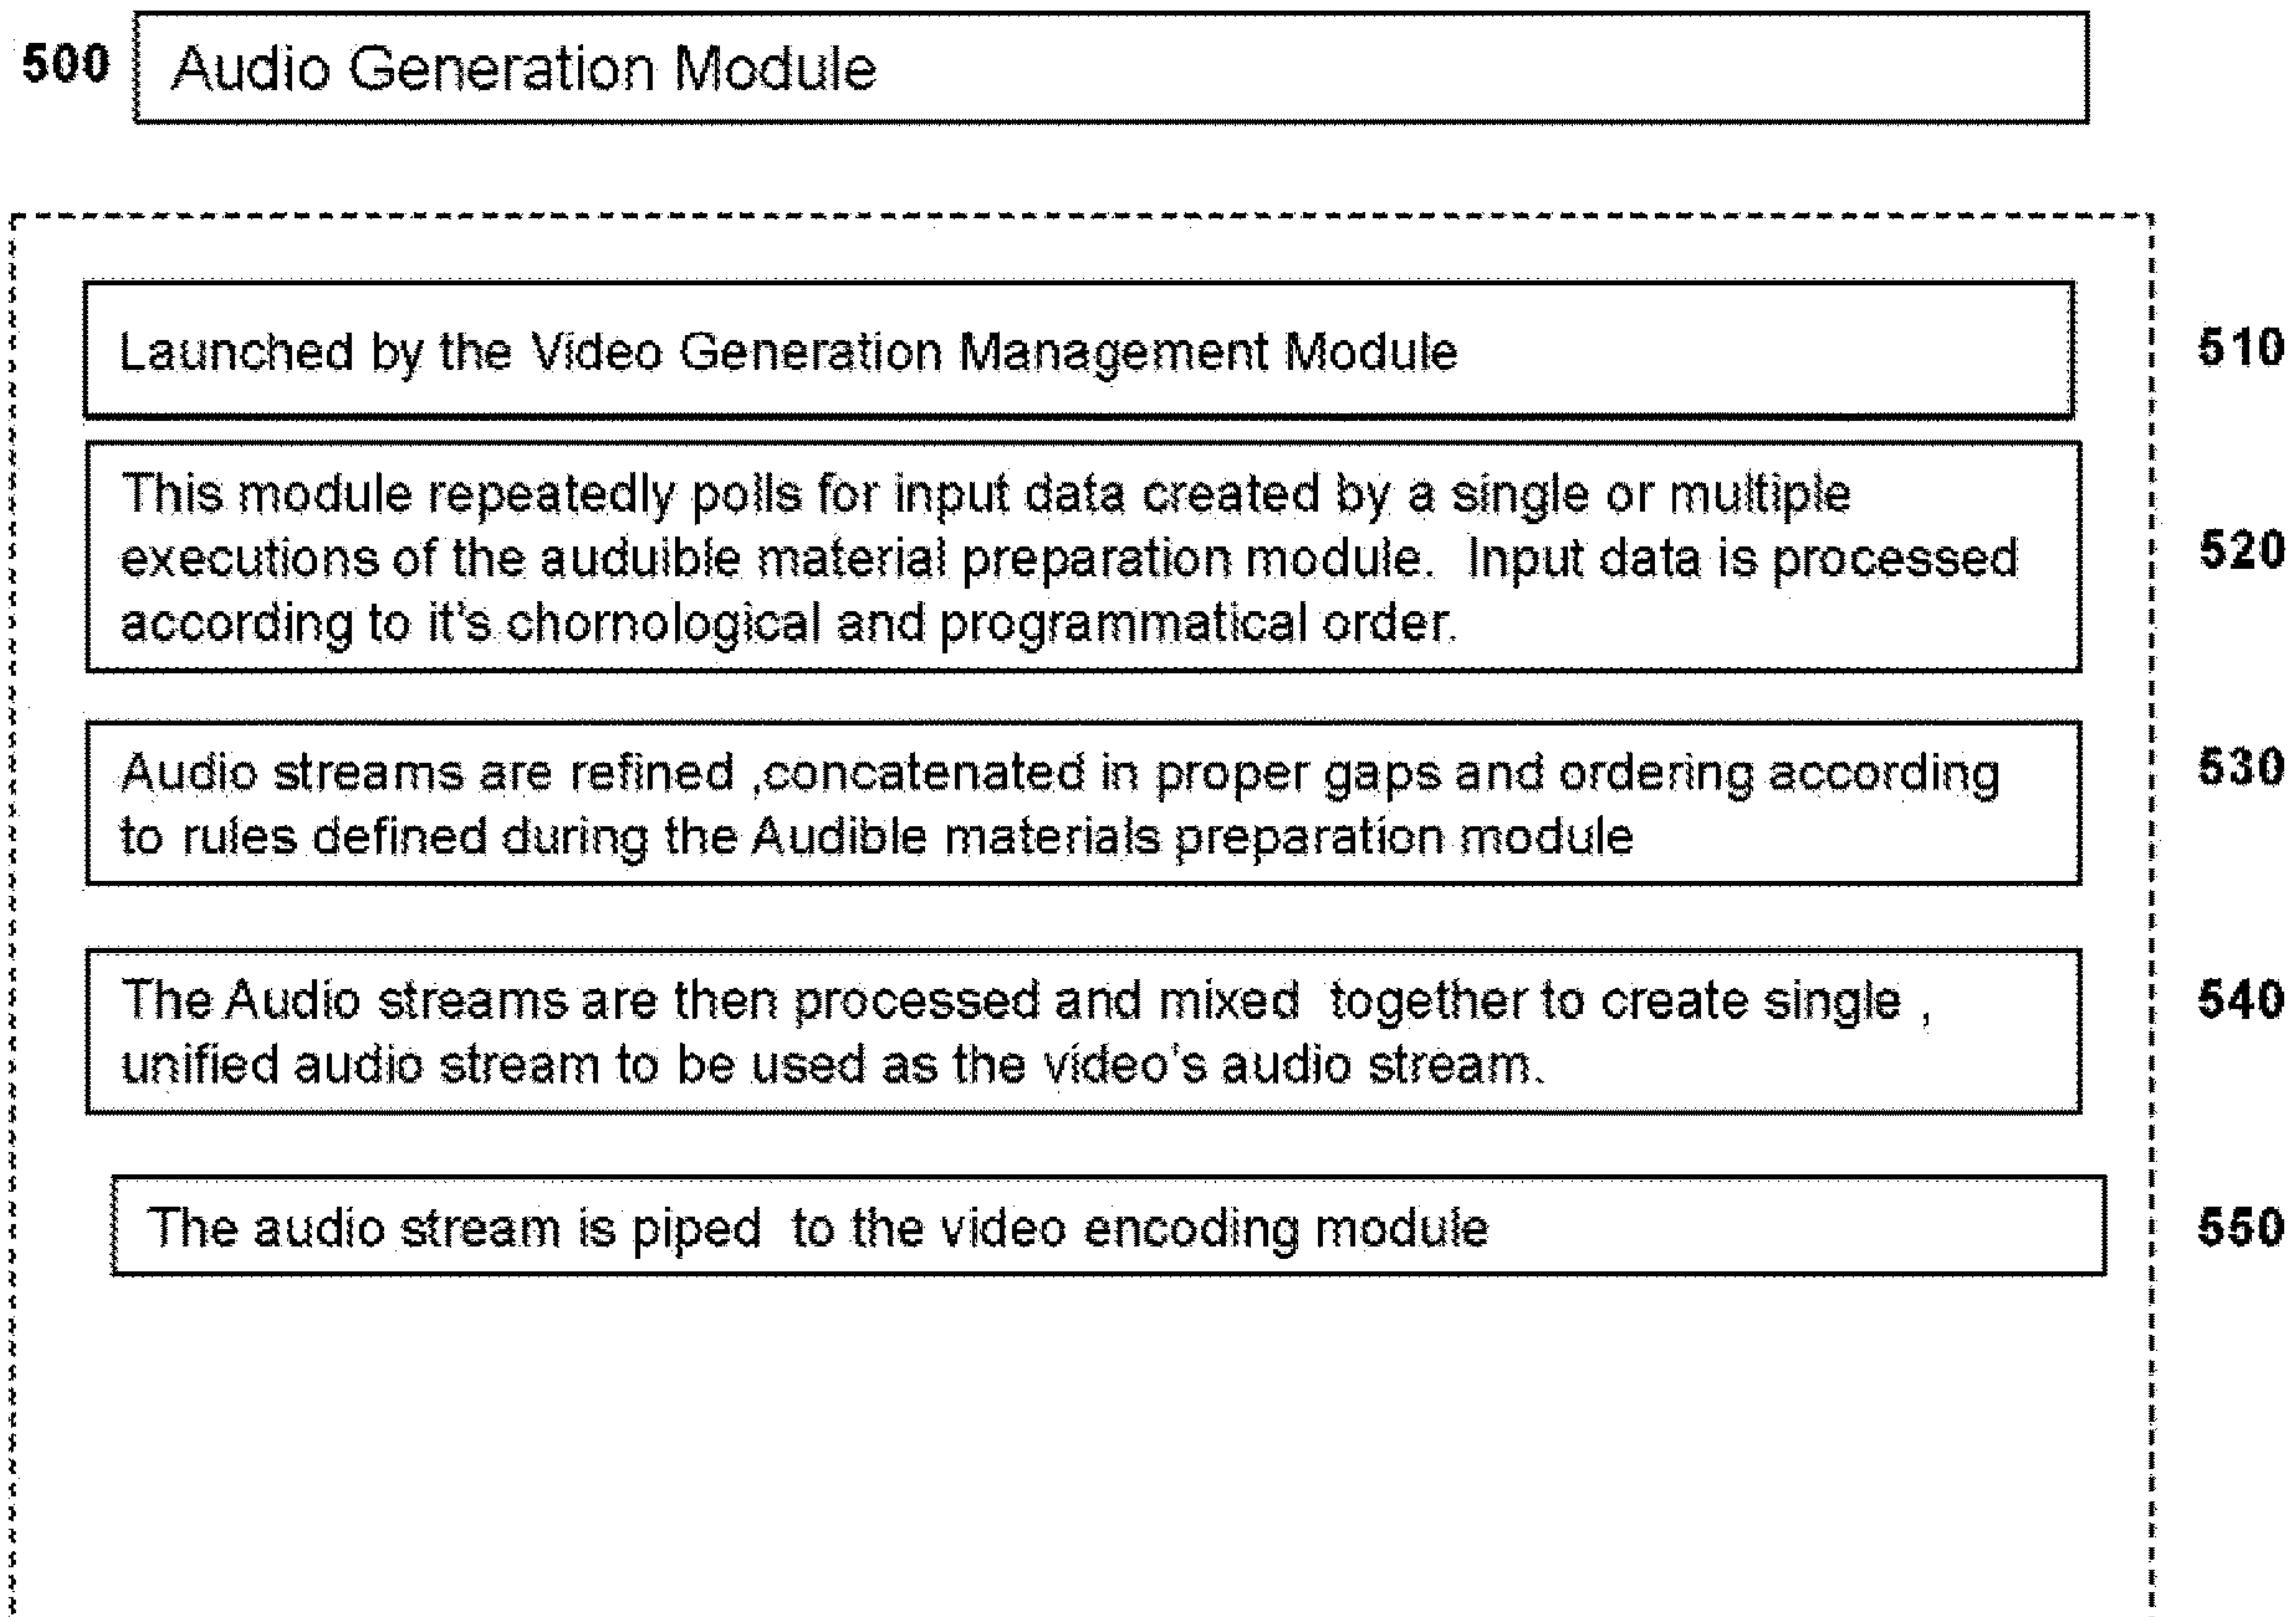 500 Audio Generation Module
Launched by the Video Generation Management Module
510
This module repeatedly polls for input data created by a single or multiple
executions of the auduible material preparation module.  Input data is processed
according to it's chornological and programmatical order.
520
Audio streams are refined ,concatenated in proper gaps and ordering according
to rules defined during the Audible materials preparation module
530
The Audio streams are then processed and mixed  together to create single ,
unified audio stream to be used as the video's audio stream.
540
The audio stream is piped  to the video encoding module
550